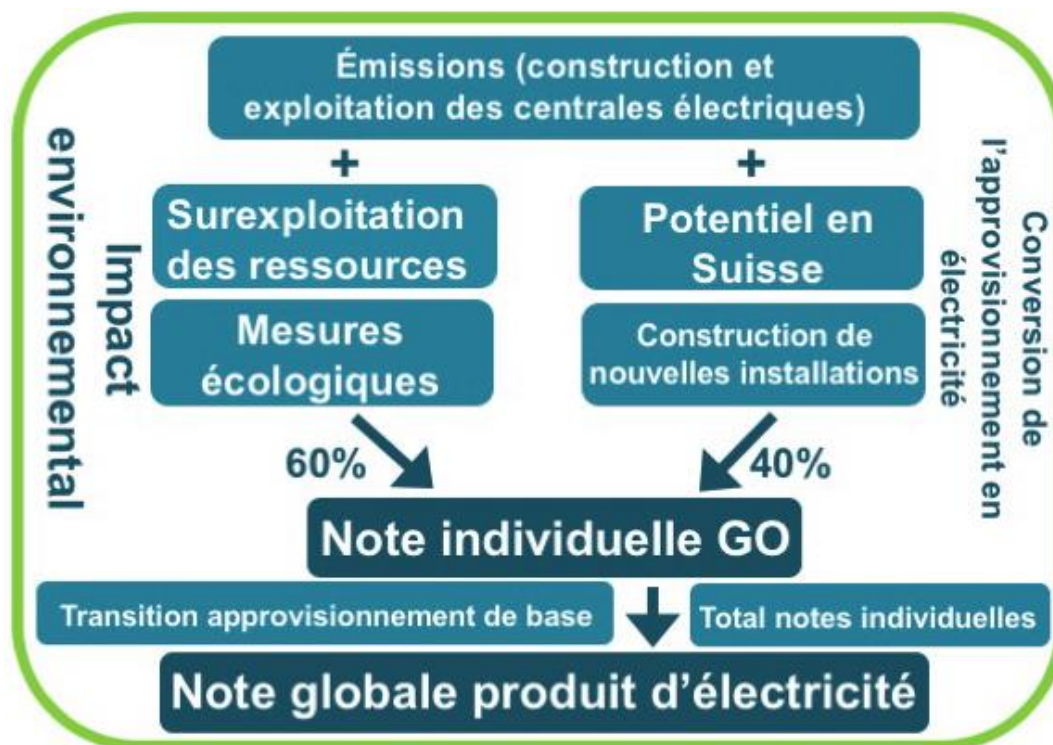 Émissions (construction et
exploitation des centrales électriques)
+
+
Impact
environnemental
Surexploitation
des ressources
Mesures
écologiques
Potentiel en
Suisse
Construction de
nouvelles installations
Conversion de
l'approvisionnement en
électricité
60%
40%
Note individuelle GO
Transition approvisionnement de base
Total notes individuelles
Note globale produit d'électricité